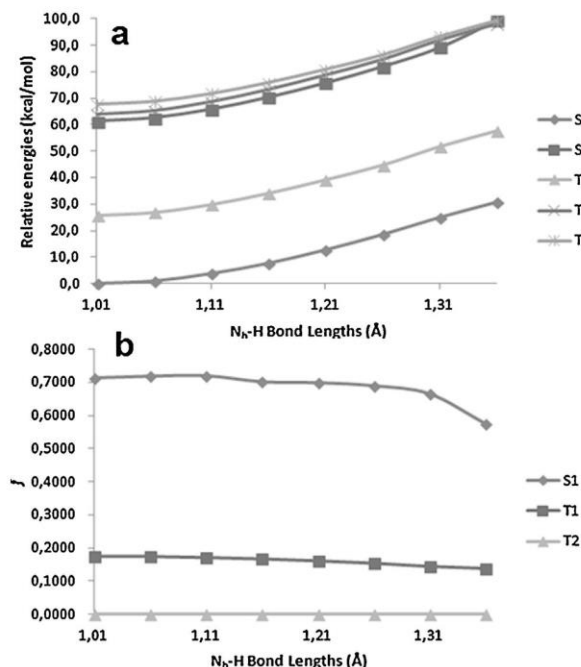 a
Relative energies (kcal/mol)
100,0
90,0
80,0
70,0
60,0
50,0
40,0
30,0
20,0
10,0
0,0
1,01
1,11
1,21
1,31
Nh-H Bond Lengths (Å)
S
S
T
T
T
b
ƒ
0,8000
0,7000
0,6000
0,5000
0,4000
0,3000
0,2000
0,1000
0,0000
1,01
1,11
1,21
1,31
Nh-H Bond Lengths (Å)
S1
T1
T2